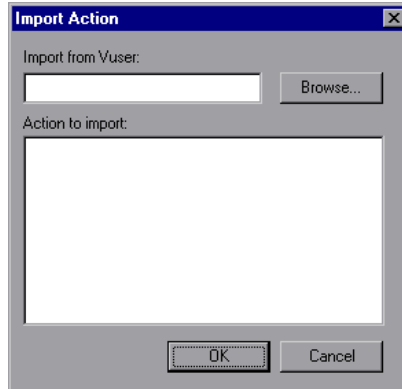 Import Action
Import from Vuser:
Browse...
Action to import:
OK
Cancel